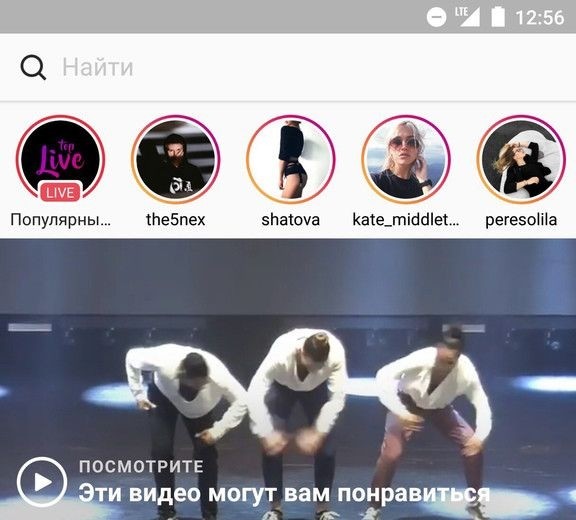 LTE 12:56
Найти
Top
Live
LIVE
Популярны... the5nex shatova kate_middlet... peresolila
ПОСМОТРИТЕ
Эти видео могут вам понравиться